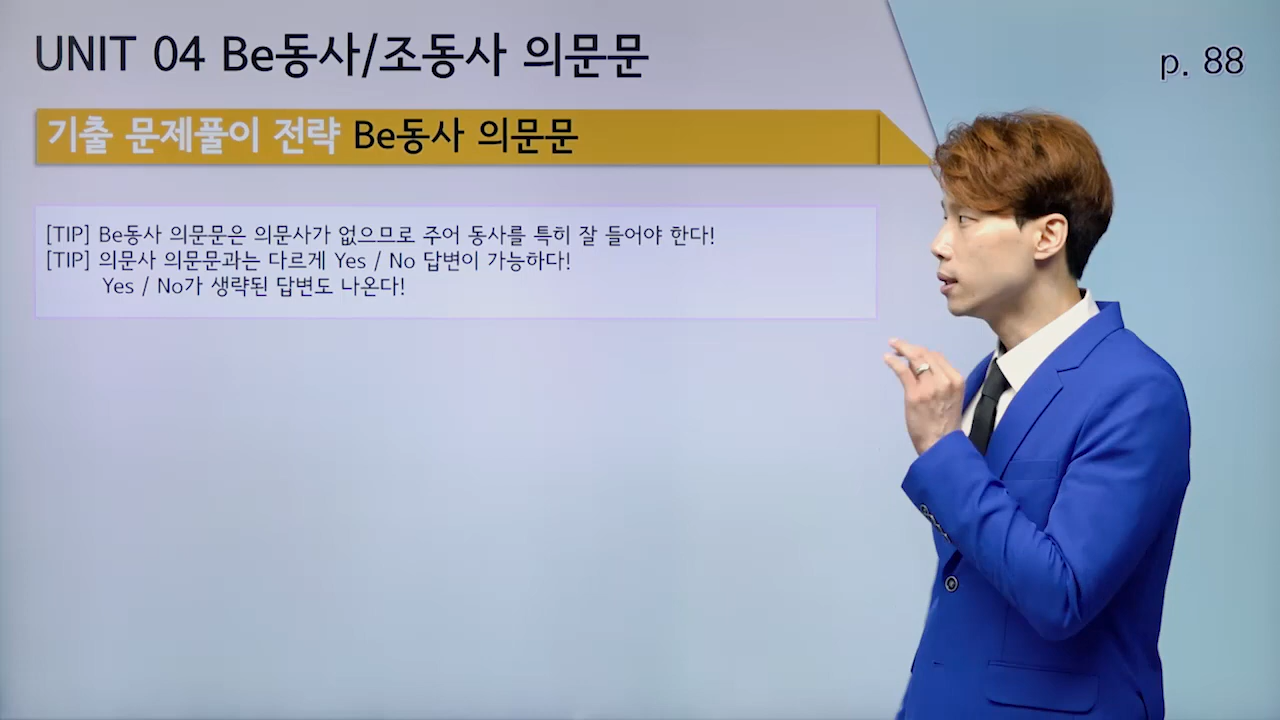 UNIT 04 Be동사/조동사 의문문
p. 88
기출 문제풀이 전략 Be동사 의문문
[TIP] Be동사 의문문은 의문사가 없으므로 주어 동사를 특히 잘 들어야 한다!
[TIP] 의문사 의문문과는 다르게 Yes / No 답변이 가능하다!
Yes / No가 생략된 답변도 나온다!